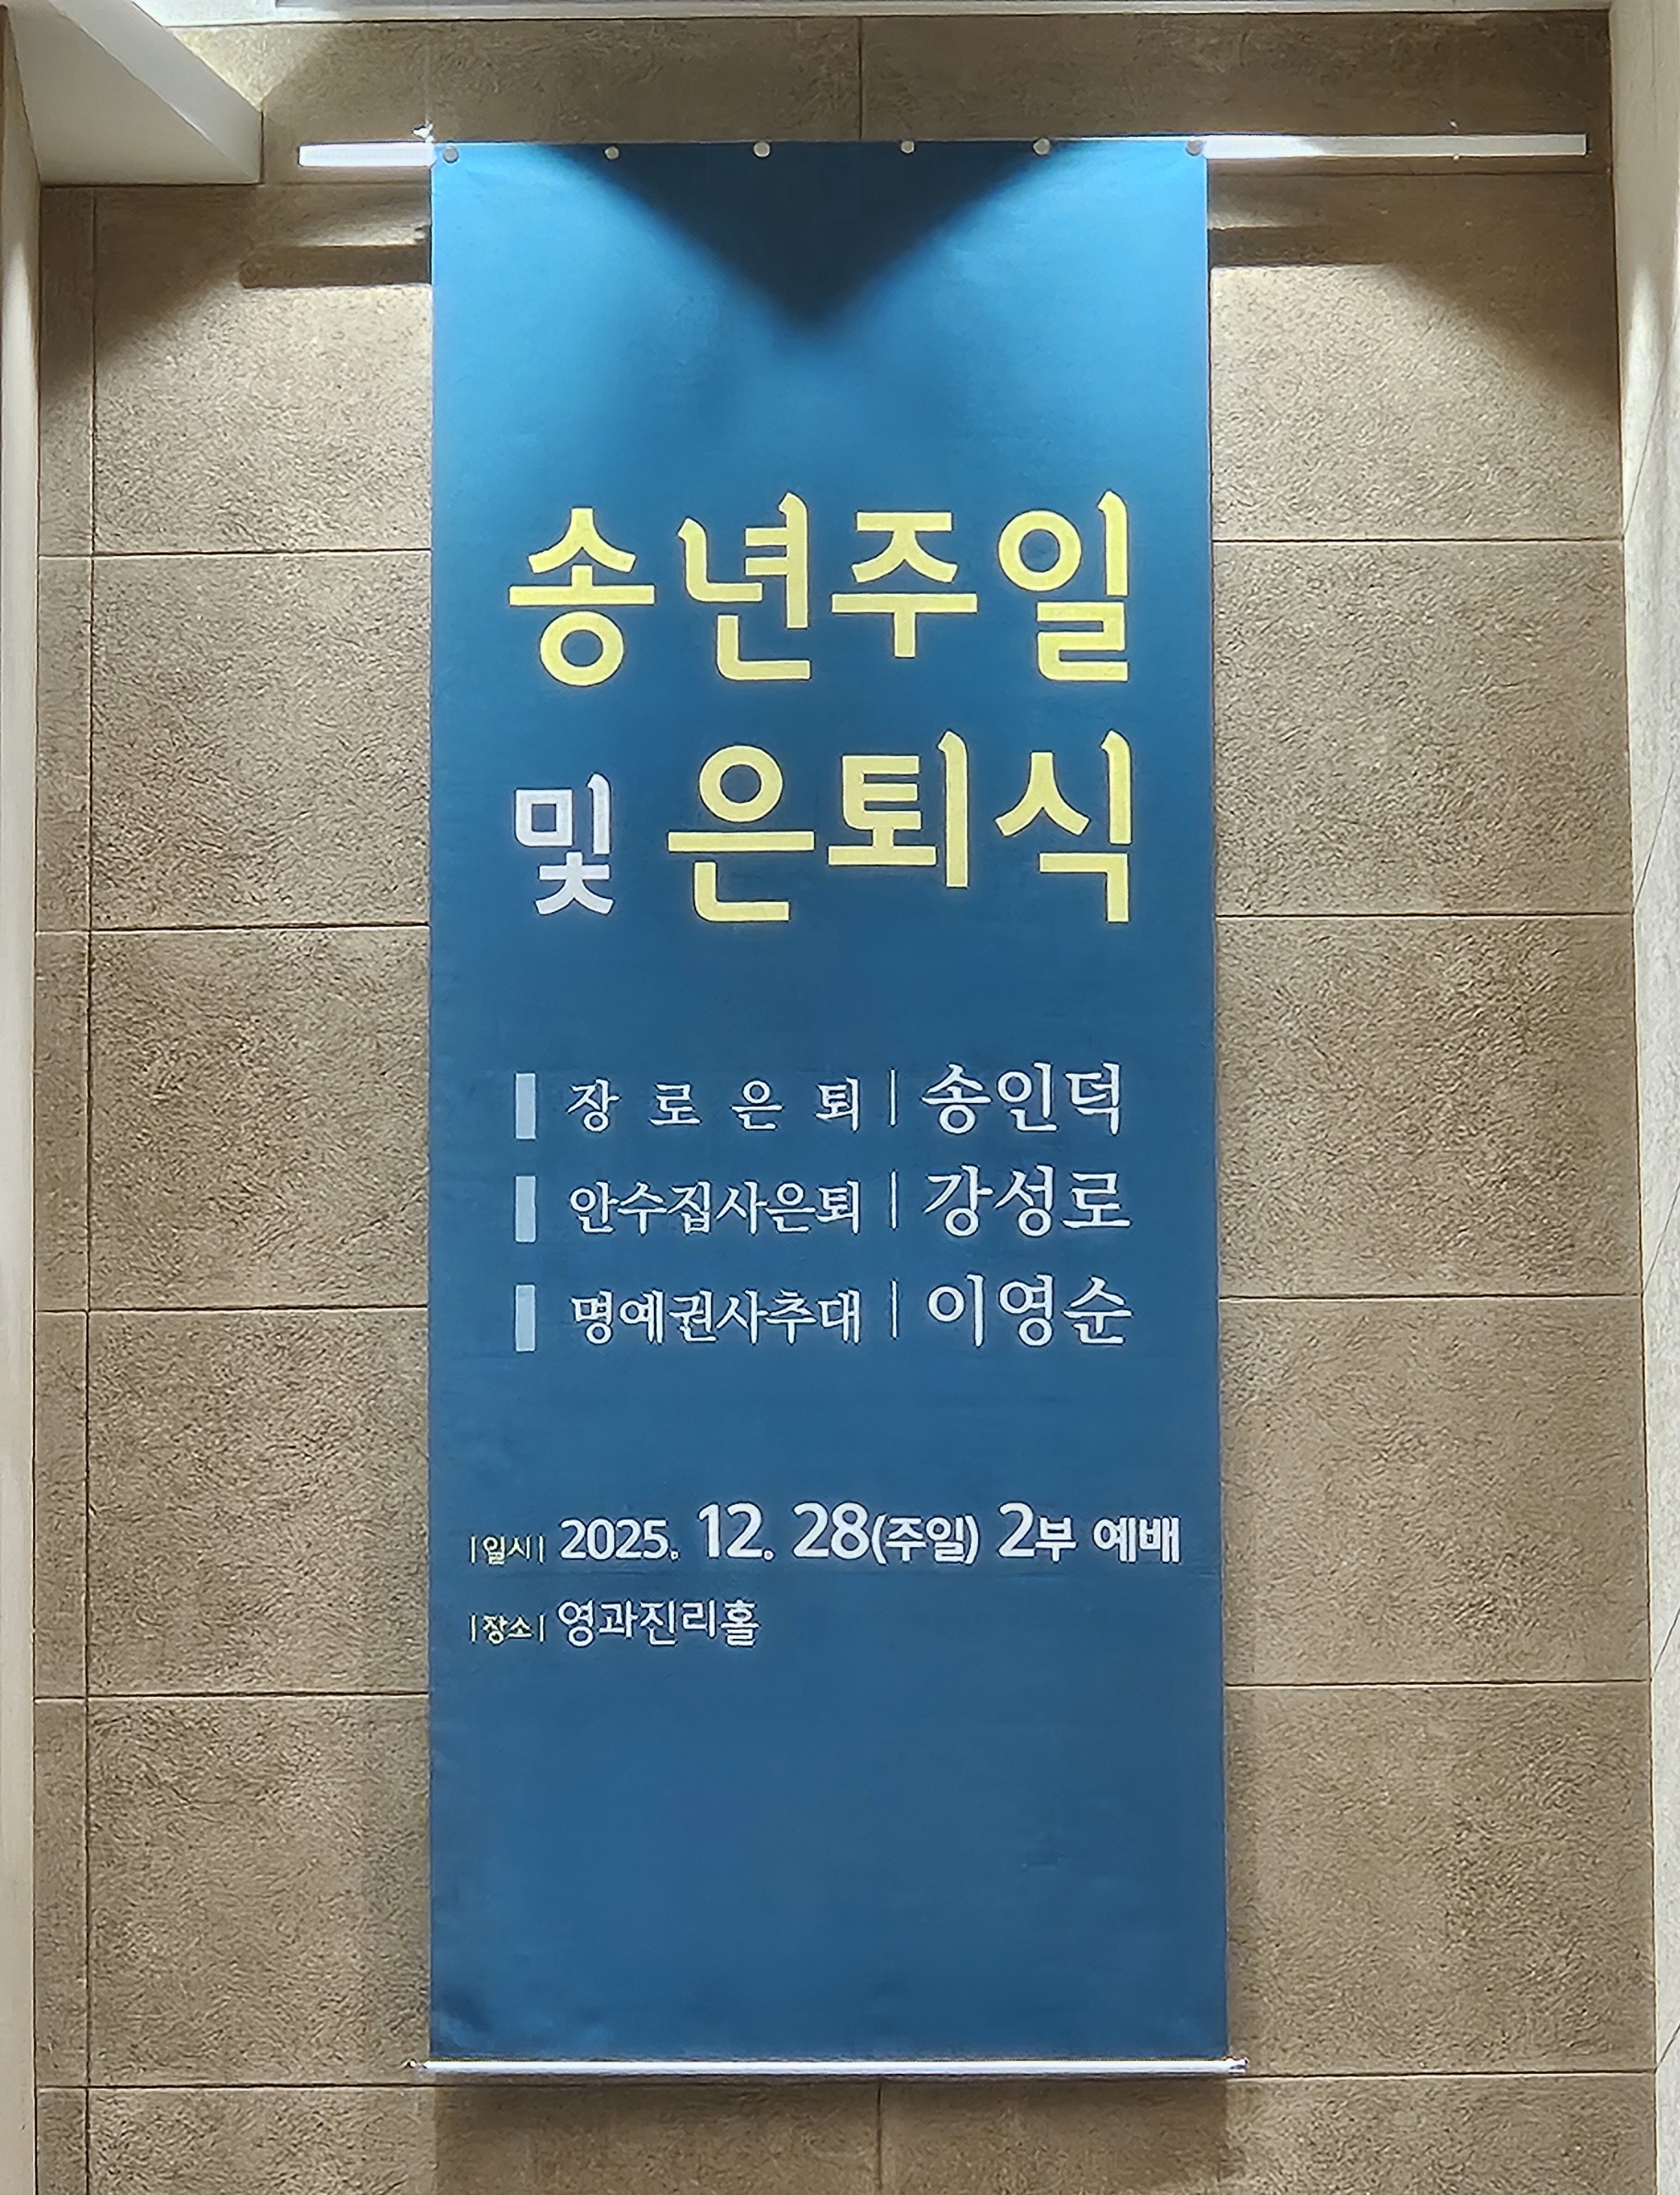 송년주일
및 은퇴식
장 로 은 퇴 | 송인덕
안수집사은퇴 | 강성로
명예권사추대 | 이영순
|일시| 2025. 12. 28(주일) 2부 예배
|장소| 영과진리홀